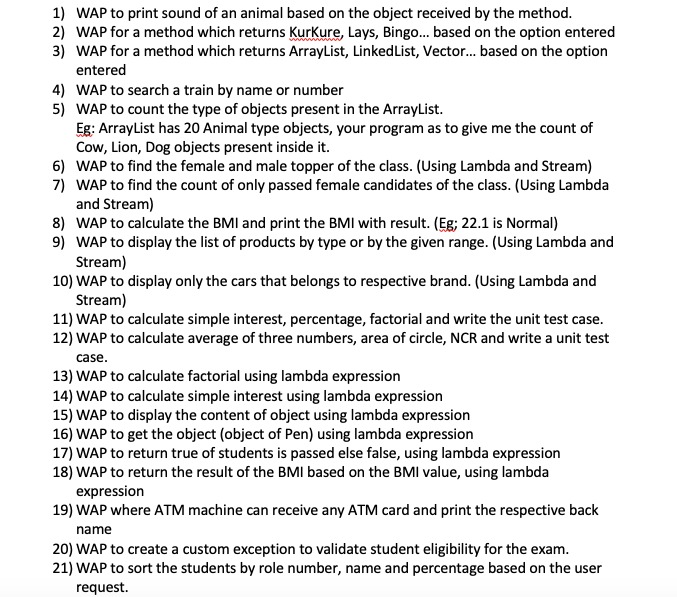 1) WAP to print sound of an animal based on the object received by the method.
2) WAP for a method which returns KurKure, Lays, Bingo... based on the option entered
3) WAP for a method which returns ArrayList, LinkedList, Vector... based on the option
entered
4) WAP to search a train by name or number
5) WAP to count the type of objects present in the ArrayList.
Eg: ArrayList has 20 Animal type objects, your program as to give me the count of
Cow, Lion, Dog objects present inside it.
6) WAP to find the female and male topper of the class. (Using Lambda and Stream)
7) WAP to find the count of only passed female candidates of the class. (Using Lambda
and Stream)
8) WAP to calculate the BMI and print the BMI with result. (Eg; 22.1 is Normal)
9) WAP to display the list of products by type or by the given range. (Using Lambda and
Stream)
10) WAP to display only the cars that belongs to respective brand. (Using Lambda and
Stream)
11) WAP to calculate simple interest, percentage, factorial and write the unit test case.
12) WAP to calculate average of three numbers, area of circle, NCR and write a unit test
case.
13) WAP to calculate factorial using lambda expression
14) WAP to calculate simple interest using lambda expression
15) WAP to display the content of object using lambda expression
16) WAP to get the object (object of Pen) using lambda expression
17) WAP to return true of students is passed else false, using lambda expression
18) WAP to return the result of the BMI based on the BMI value, using lambda
expression
19) WAP where ATM machine can receive any ATM card and print the respective back
name
20) WAP to create a custom exception to validate student eligibility for the exam.
21) WAP to sort the students by role number, name and percentage based on the user
request.